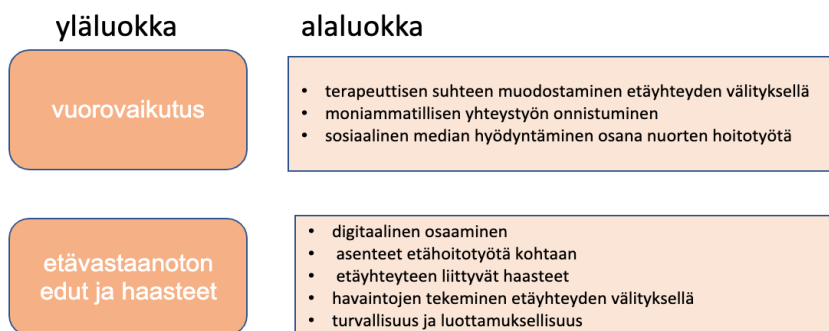 yläluokka
alaluokka
vuorovaikutus
• terapeuttisen suhteen muodostaminen etäyhteyden välityksellä
• moniammatillisen yhteystyön onnistuminen
• sosiaalinen median hyödyntäminen osana nuorten hoitotyötä
etävastaanoton
edut ja haasteet
• digitaalinen osaaminen
• asenteet etähoitotyötä kohtaan
• etäyhteyteen liittyvät haasteet
• havaintojen tekeminen etäyhteyden välityksellä
• turvallisuus ja luottamuksellisuus